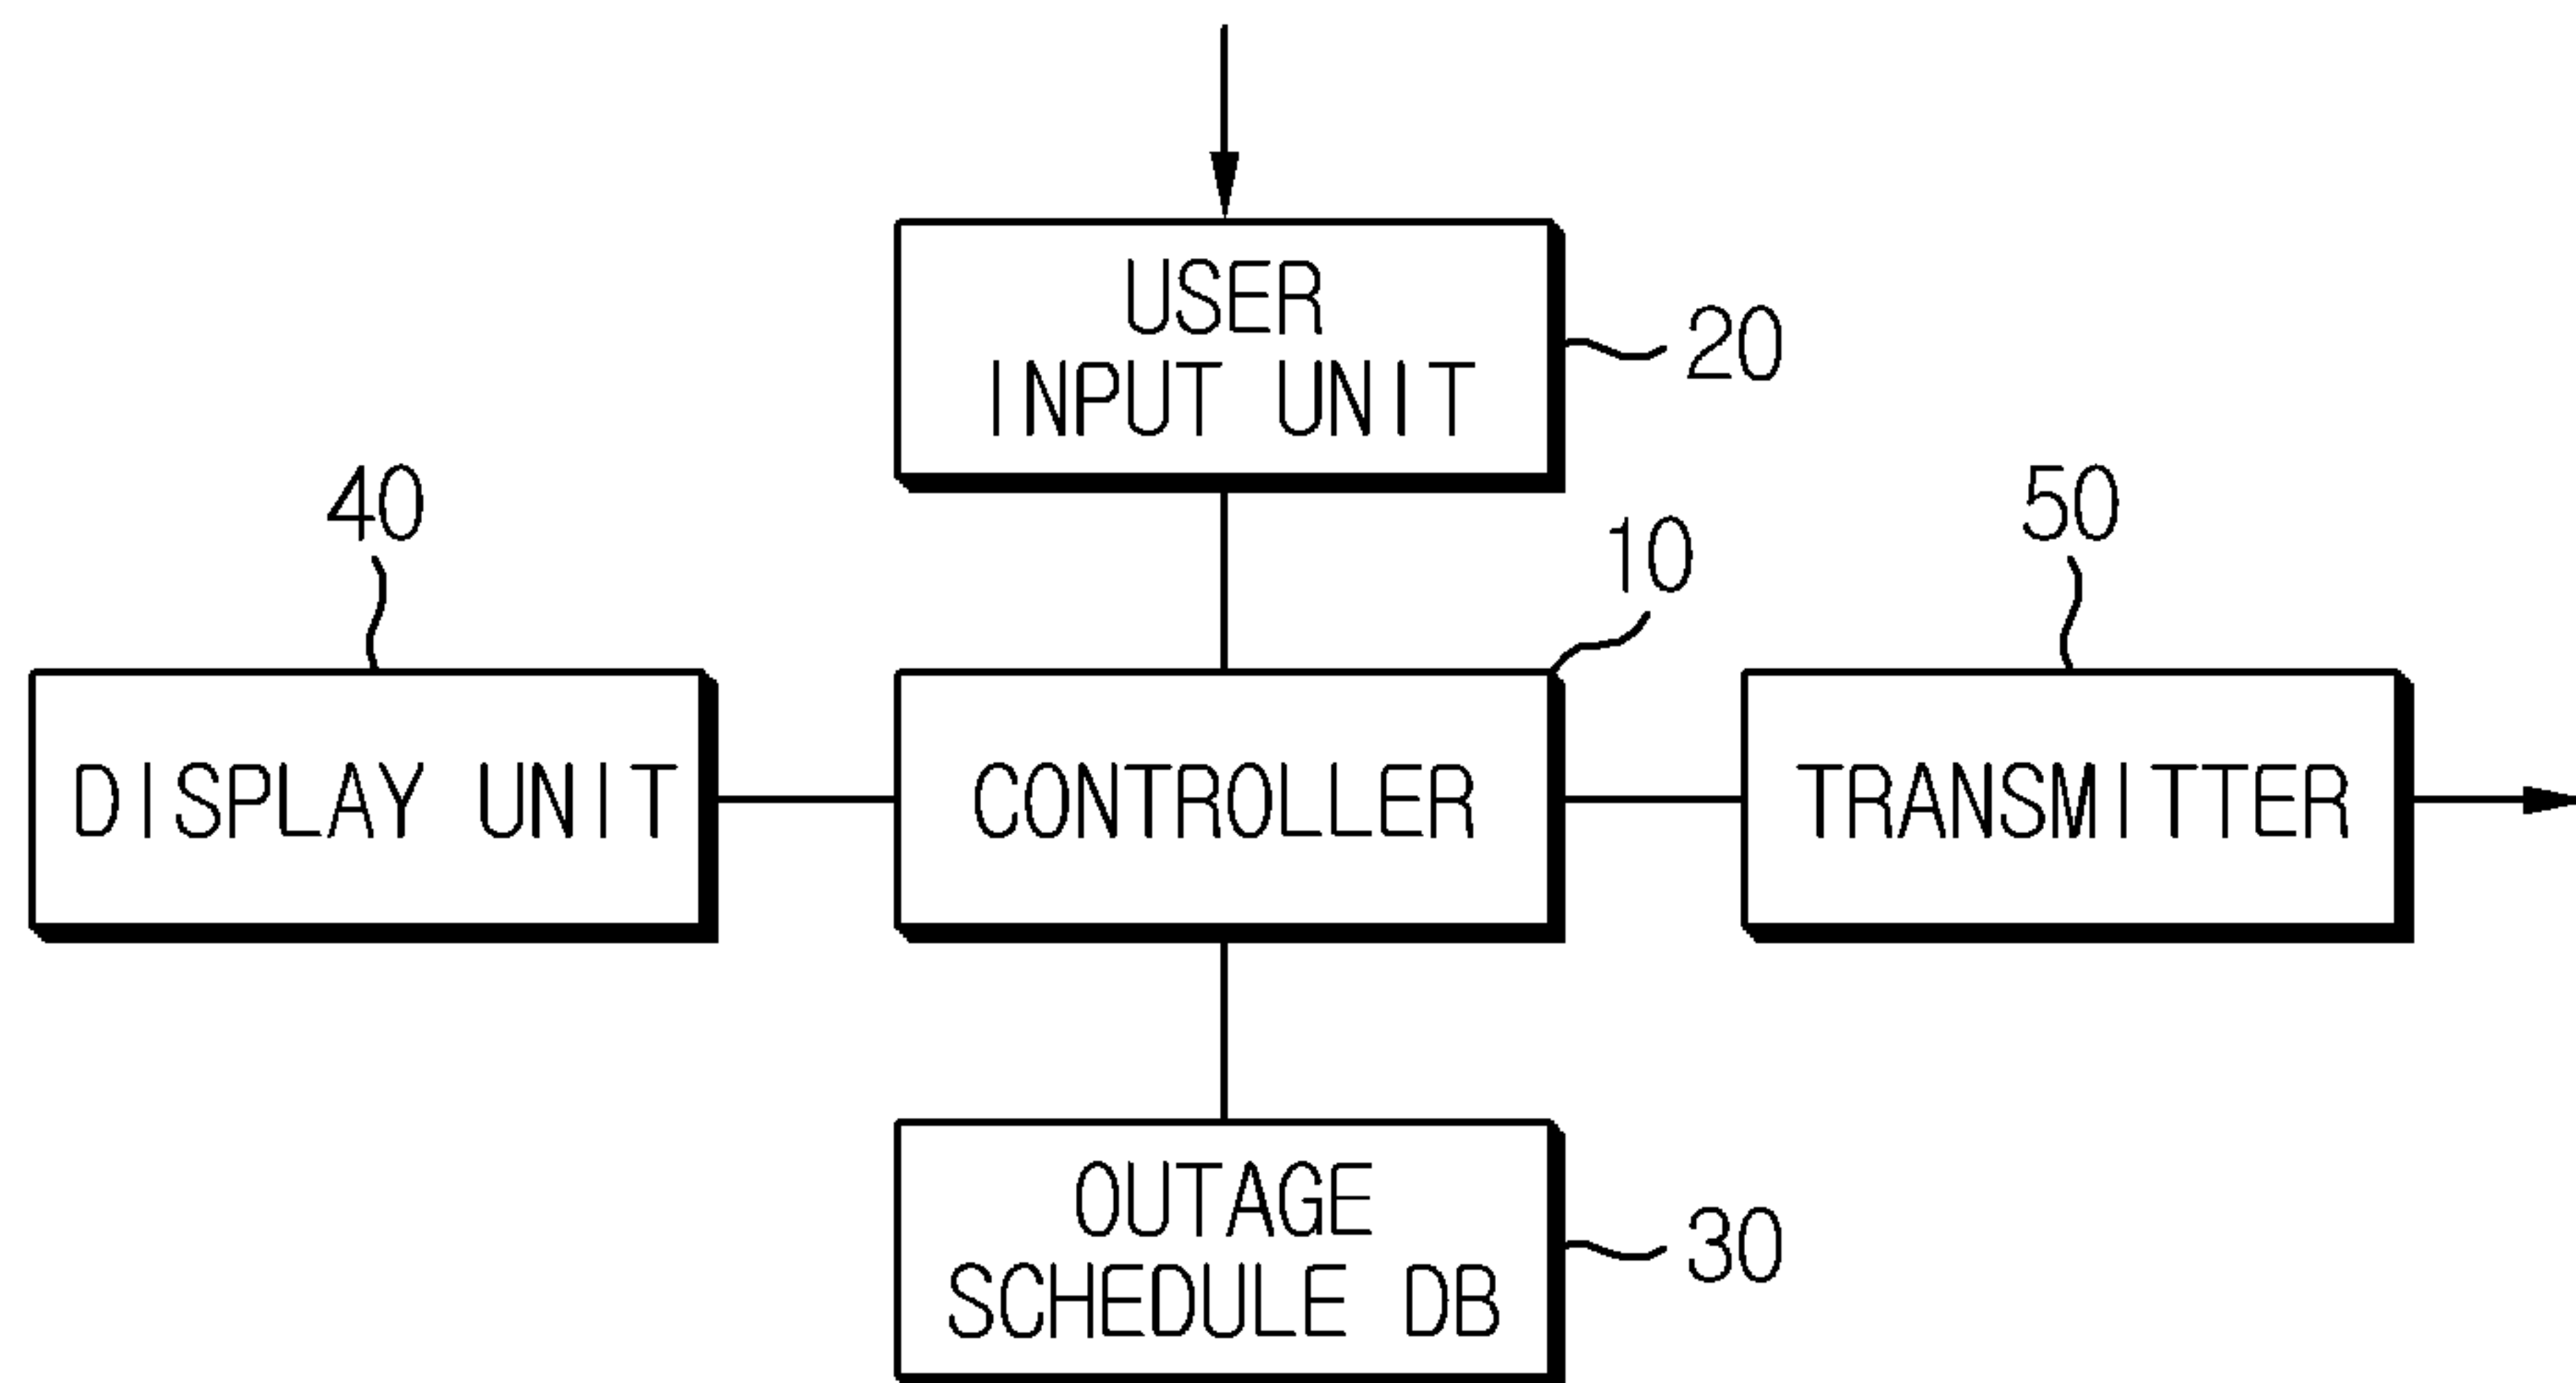 USER
INPUT UNIT
20
40
10
50
DISPLAY UNIT
CONTROLLER
TRANSMITTER
OUTAGE
SCHEDULE DB
30